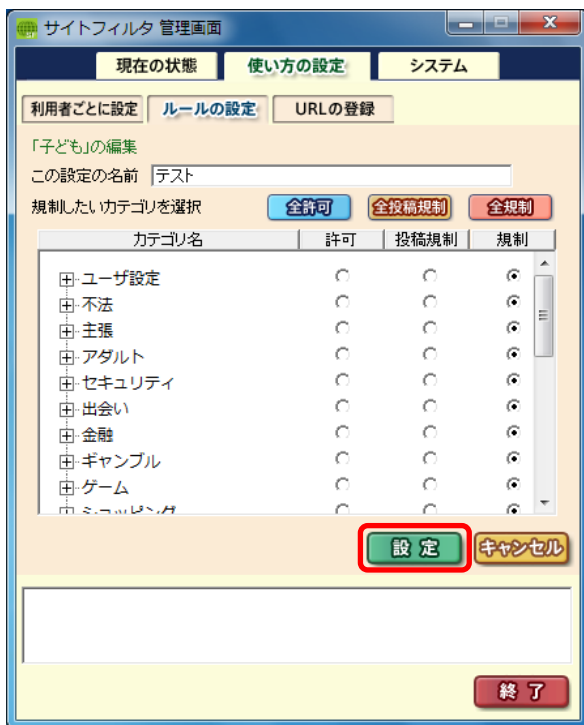 サイトフィルタ 管理画面
現在の状態 使い方の設定 システム
利用者ごとに設定 ルールの設定 URLの登録
「子ども」の編集
この設定の名前 テスト
規制したいカテゴリを選択 全許可 全投稿規制 全規制
カテゴリ名 許可 投稿規制 規制
ユーザ設定
不法
主張
アダルト
セキュリティ
出会い
金融
ギャンブル
ゲーム
ショッピング
設定 キャンセル
終了